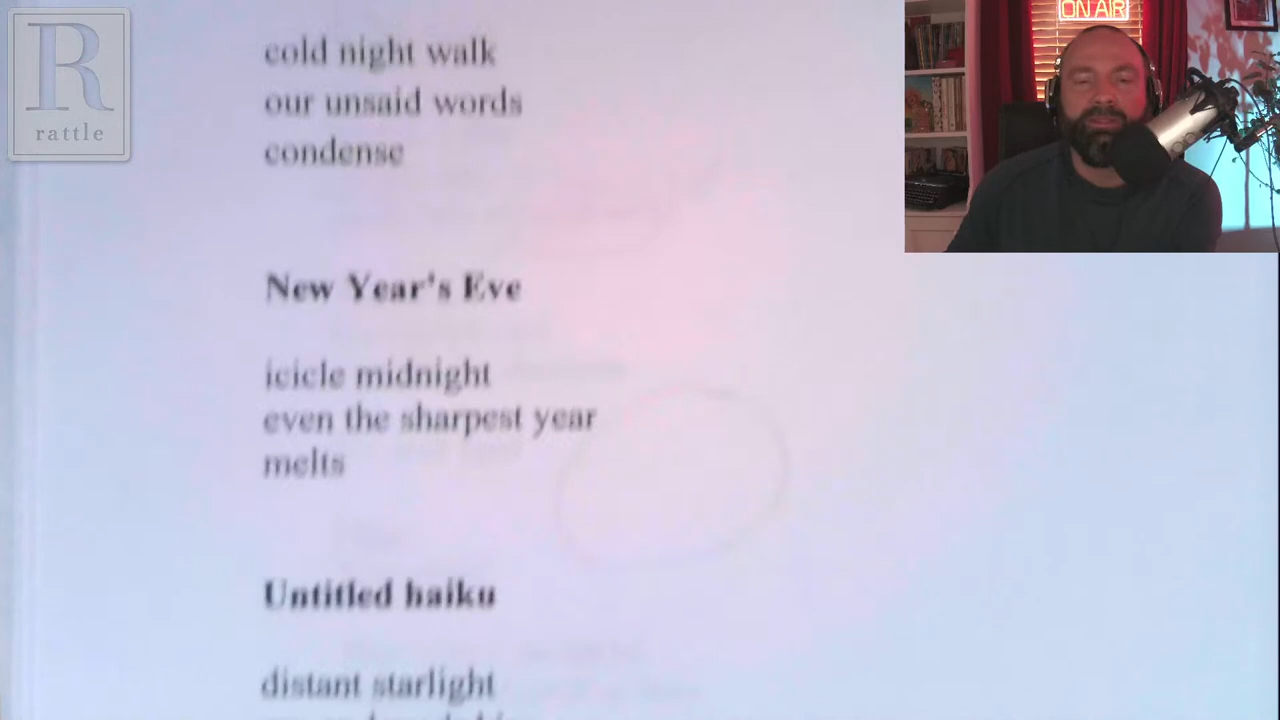 R
rattle
ON AIR
cold night walk
our unsaid words
condense
New Year's Eve
icicle midnight
even the sharpest year
melts
Untitled haiku
distant starlight